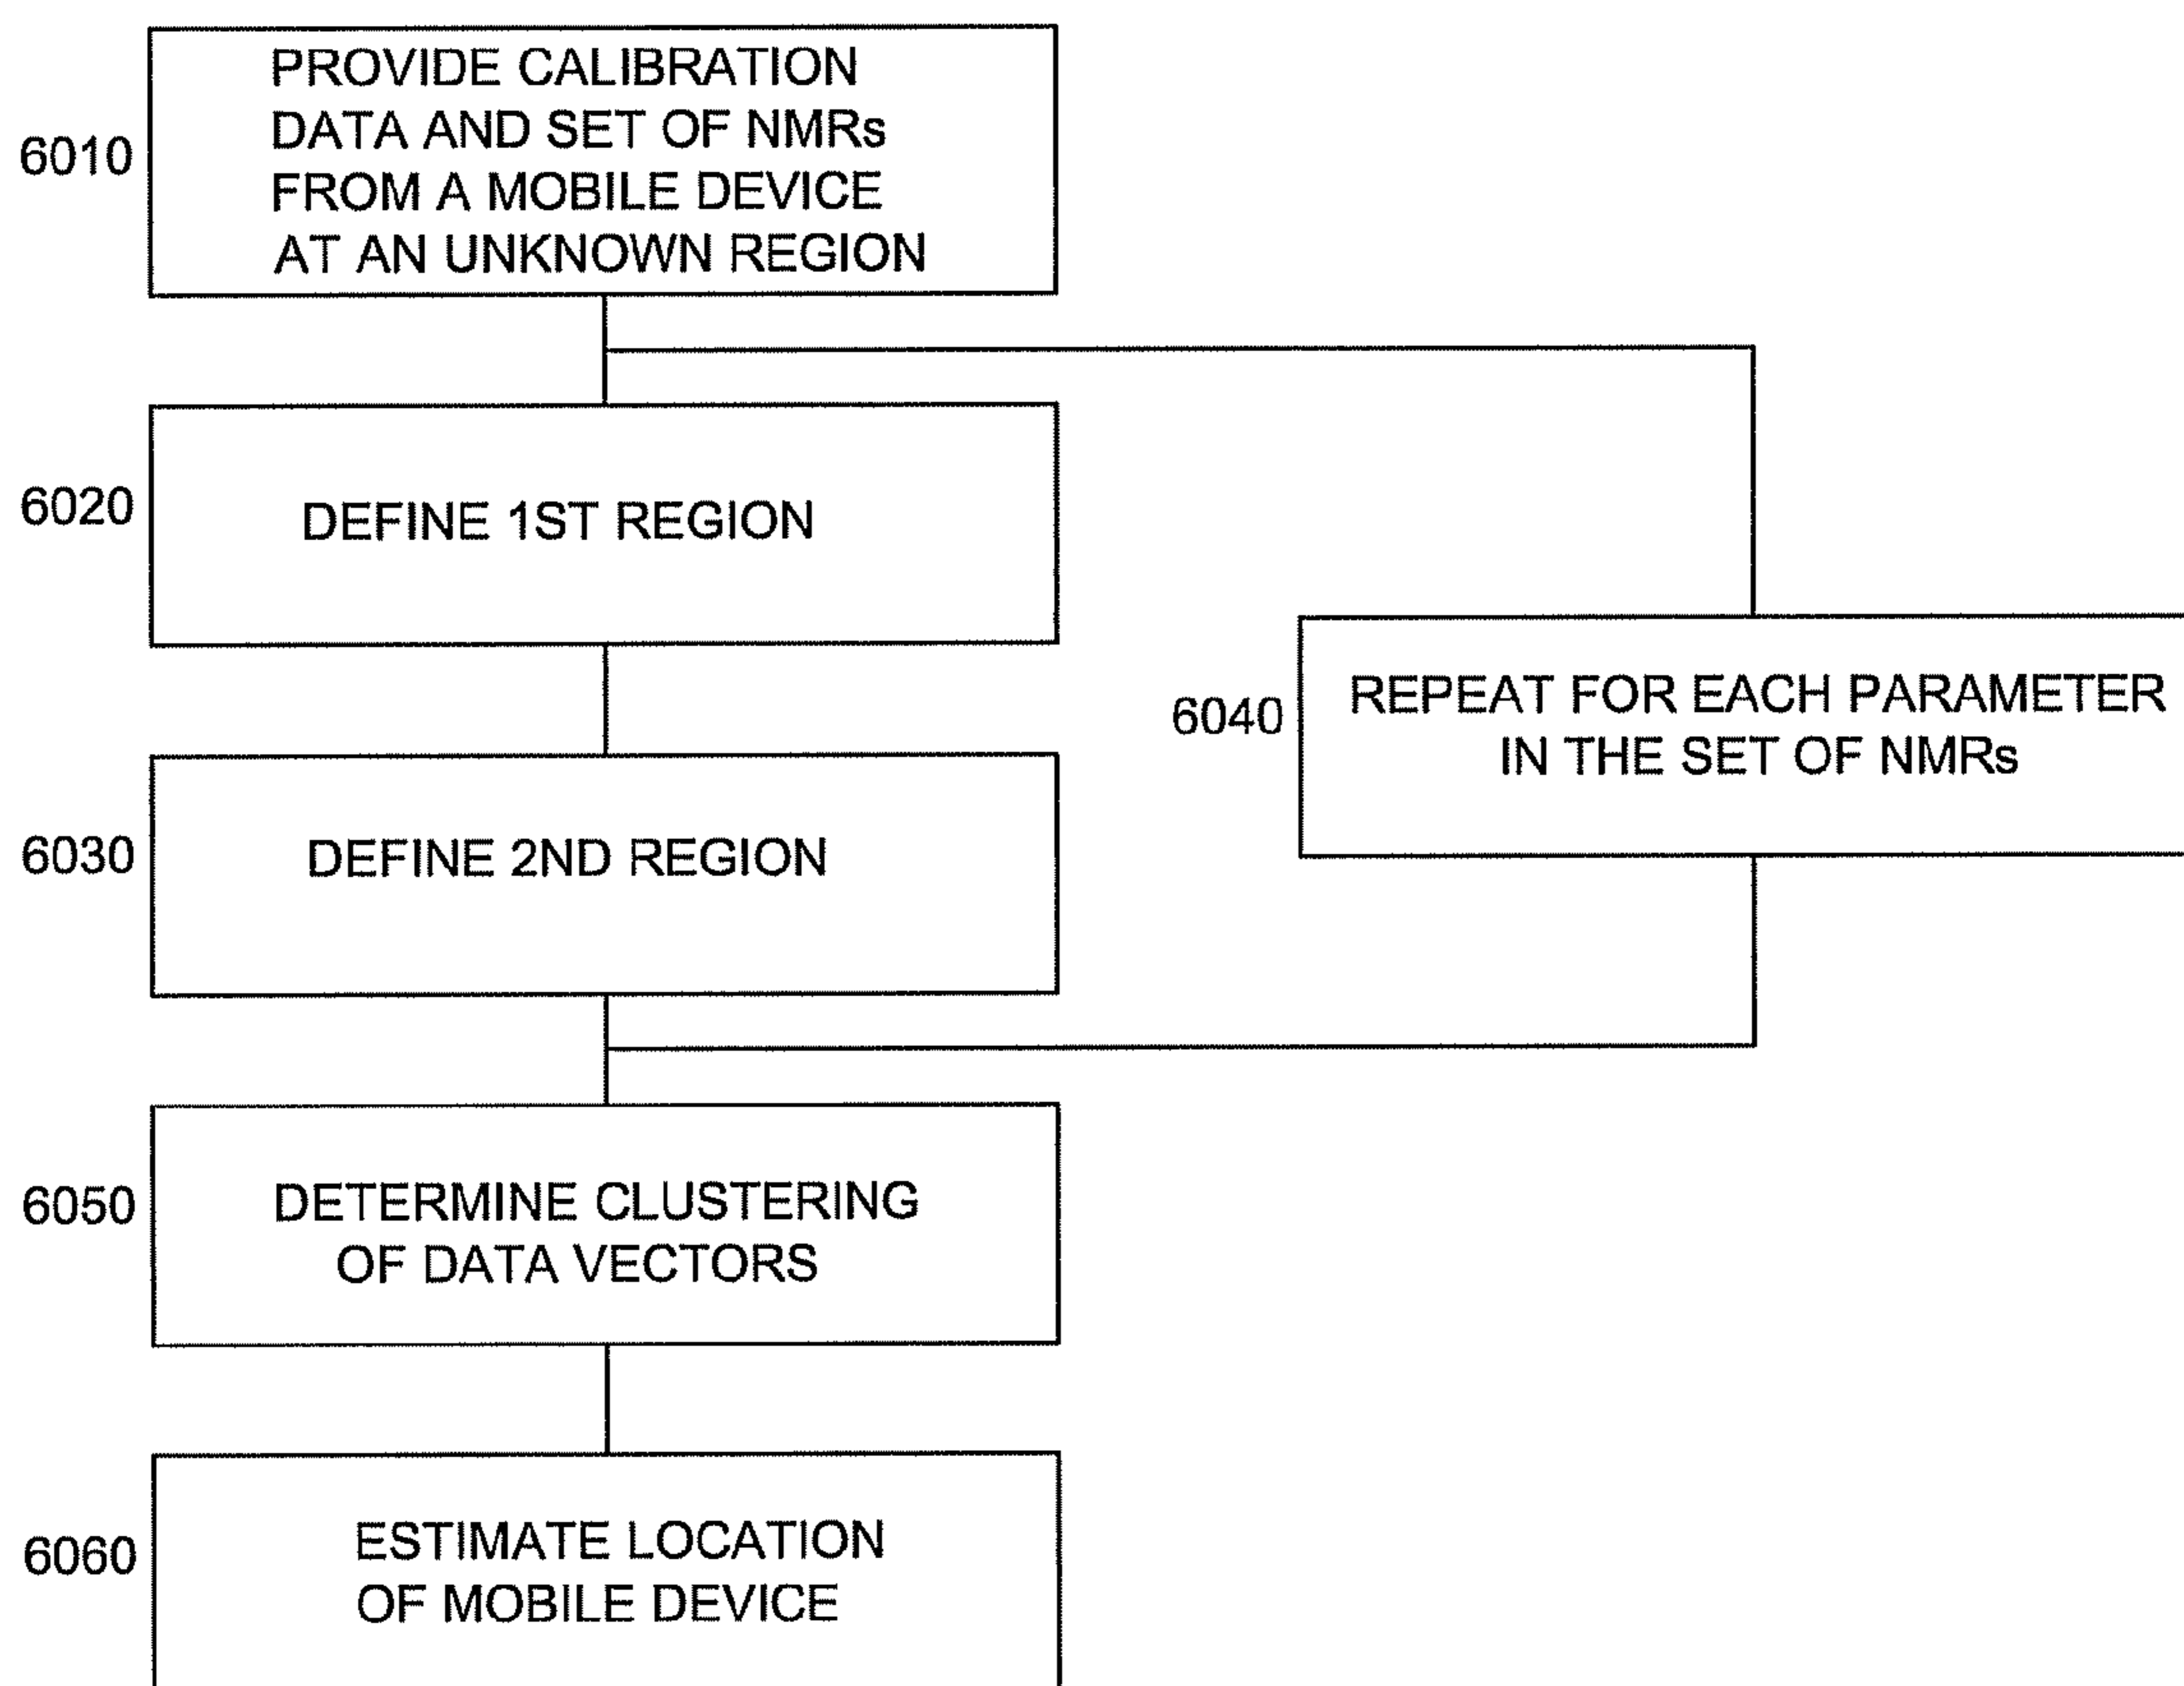 6010
PROVIDE CALIBRATION
DATA AND SET OF NMRs
FROM A MOBILE DEVICE
AT AN UNKNOWN REGION
6020
DEFINE 1ST REGION
6030
DEFINE 2ND REGION
6040
REPEAT FOR EACH PARAMETER
IN THE SET OF NMRs
6050
DETERMINE CLUSTERING
OF DATA VECTORS
6060
ESTIMATE LOCATION
OF MOBILE DEVICE